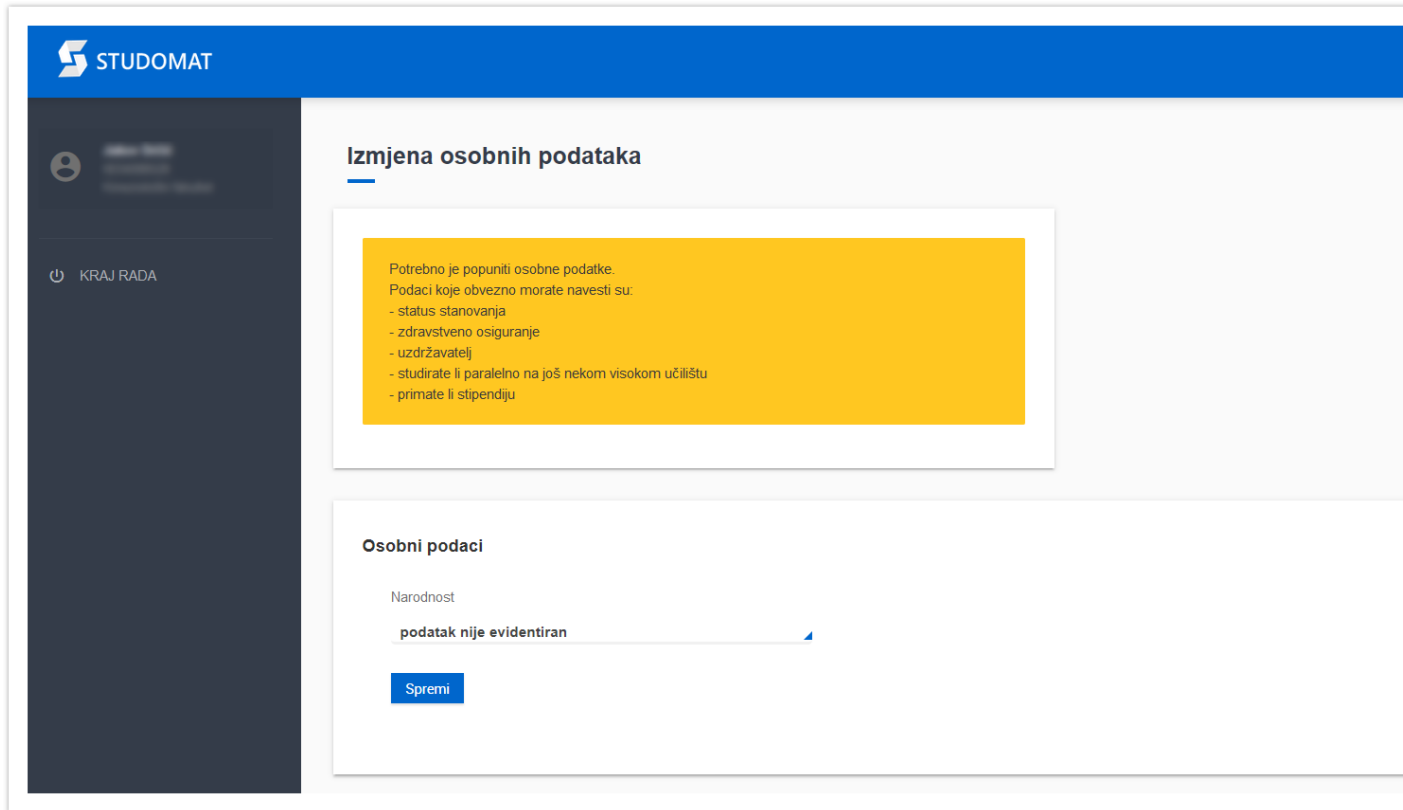 STUDOMAT
KRAJ RADA
Izmjena osobnih podataka
Potrebno je popuniti osobne podatke.
Podaci koje obvezno morate navesti su:
- status stanovanja
- zdravstveno osiguranje
- uzdržavatelj
- studirate li paralelno na još nekom visokom učilištu
- primate li stipendiju
Osobni podaci
Narodnost
podatak nije evidentiran
Spremi